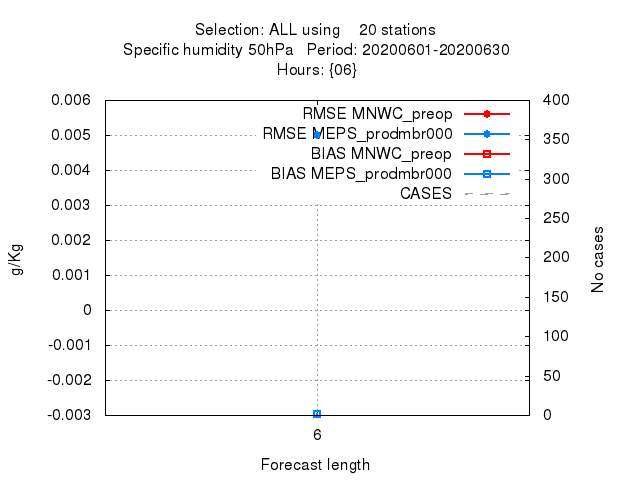 Selection: ALL using 20 stations
Specific humidity 50hPa Period: 20200601-20200630
Hours: {06}
0.006
0.005
0.004
0.003
0.002
0.001
0
-0.001
-0.002
-0.003
g/Kg
RMSE MNWC_preop
RMSE MEPS_prodmbr000
BIAS MNWC_preop
BIAS MEPS_prodmbr000
CASES
400
350
300
250
200
150
100
50
0
No cases
6
Forecast length